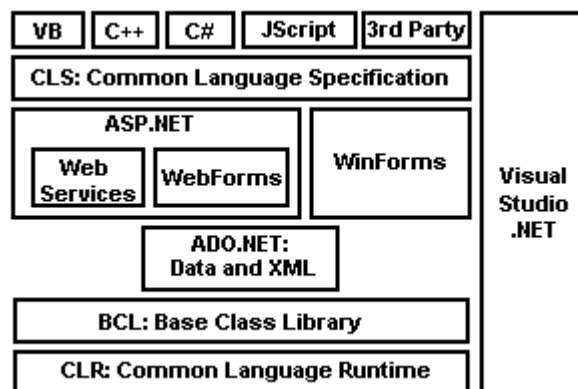 VB
C++
C#
JScript
3rd Party
CLS: Common Language Specification
ASP.NET
Web
Services
WebForms
WinForms
ADO.NET:
Data and XML
BCL: Base Class Library
CLR: Common Language Runtime
Visual
Studio
.NET